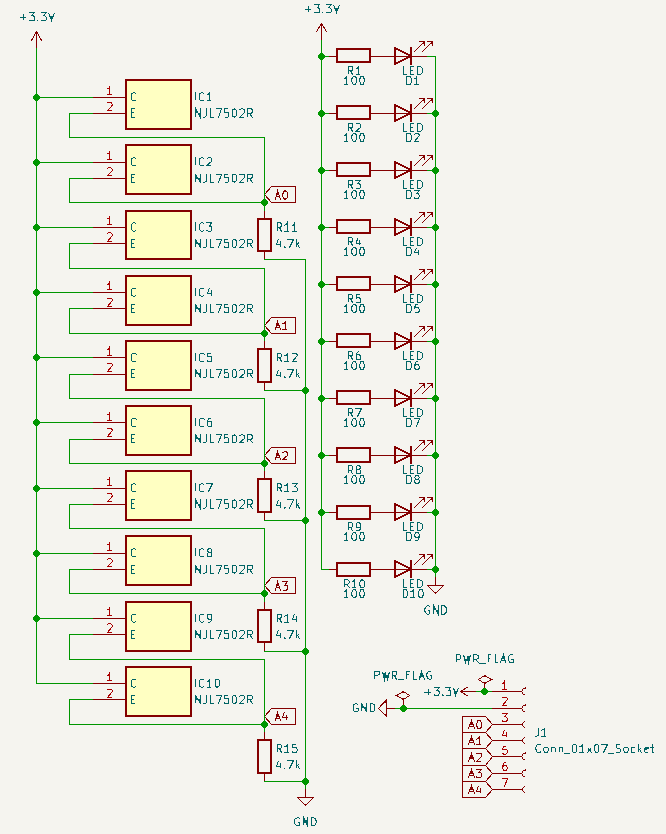 +3.3V
1 C IC1
2 E NJL7502R
1 C IC2
2 E NJL7502R
A0
1 C IC3
2 E NJL7502R
R11
4.7k
1 C IC4
2 E NJL7502R
A1
1 C IC5
2 E NJL7502R
R12
4.7k
1 C IC6
2 E NJL7502R
A2
1 C IC7
2 E NJL7502R
R13
4.7k
1 C IC8
2 E NJL7502R
A3
1 C IC9
2 E NJL7502R
R14
4.7k
1 C IC10
2 E NJL7502R
A4
R15
4.7k
GND
+3.3V
R1 LED
100 D1
R2 LED
100 D2
R3 LED
100 D3
R4 LED
100 D4
R5 LED
100 D5
R6 LED
100 D6
R7 LED
100 D7
R8 LED
100 D8
R9 LED
100 D9
R10 LED
100 D10
GND
PWR_FLAG
PWR_FLAG
+3.3V 1
GND 2
A0 3
A1 4
A2 5
A3 6
A4 7
J1
Conn_01x07_Socket